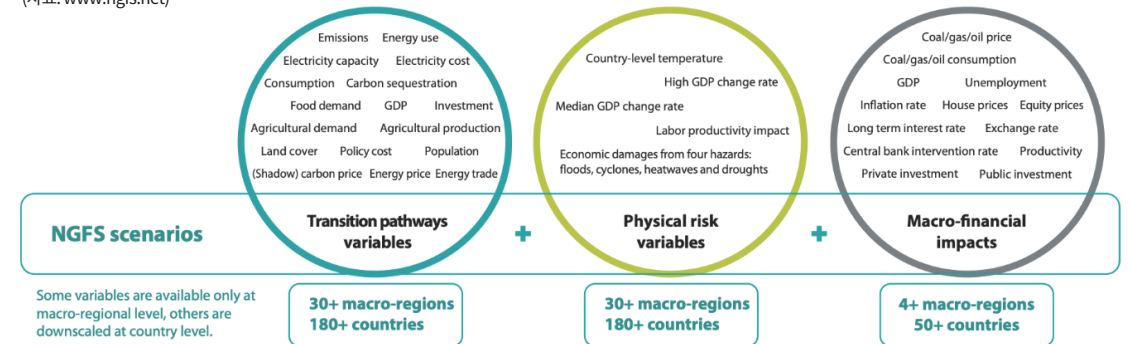 (자료: www.ngfs.net)
Emissions Energy use
Electricity capacity Electricity cost
Consumption Carbon sequestration
Food demand GDP Investment
Agricultural demand Agricultural production
Land cover Policy cost Population
(Shadow) carbon price Energy price Energy trade
Country-level temperature
High GDP change rate
Median GDP change rate
Labor productivity impact
Economic damages from four hazards:
floods, cyclones, heatwaves and droughts
Coal/gas/oil price
Coal/gas/oil consumption
GDP Unemployment
Inflation rate House prices Equity prices
Long term interest rate Exchange rate
Central bank intervention rate Productivity
Private investment Public investment
NGFS scenarios
Transition pathways
variables
+
Physical risk
variables
+
Macro-financial
impacts
Some variables are available only at
macro-regional level, others are
downscaled at country level.
30+ macro-regions
180+ countries
30+ macro-regions
180+ countries
4+ macro-regions
50+ countries